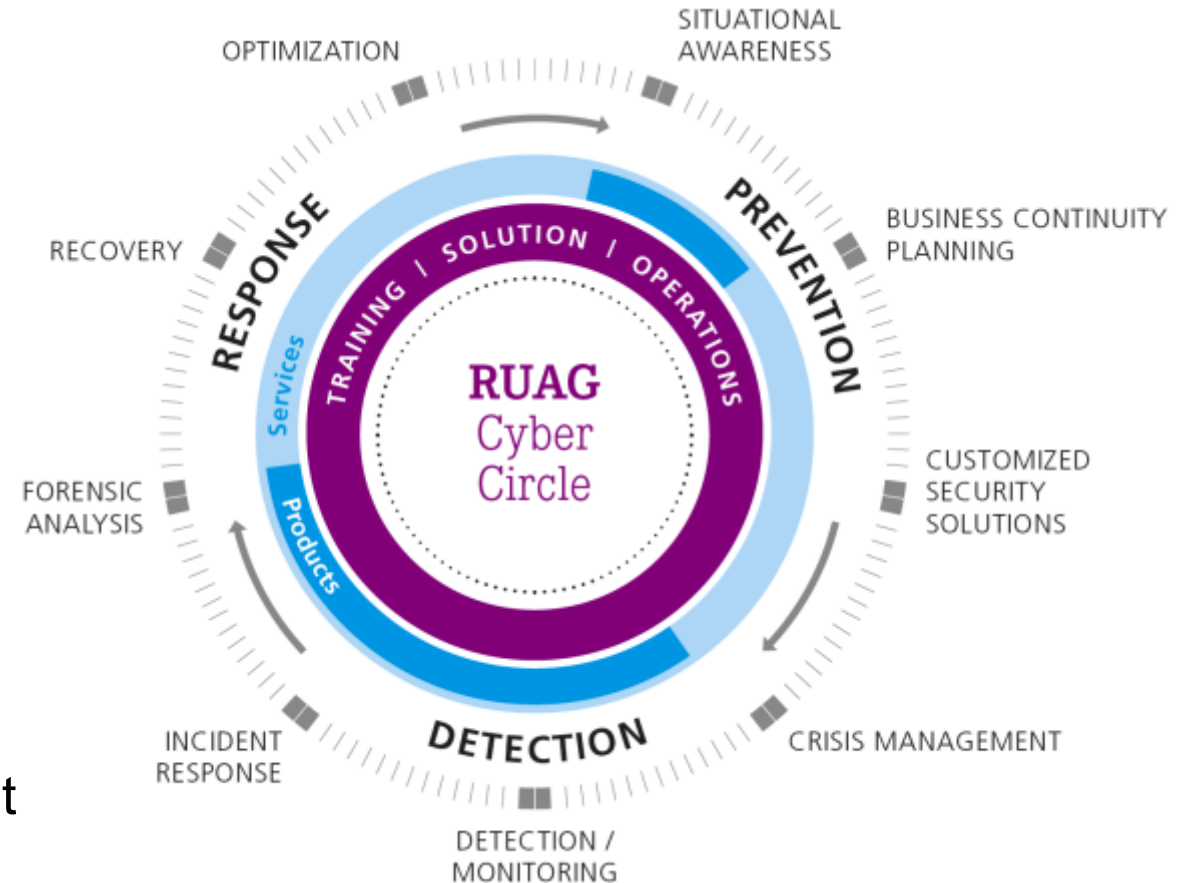 SITUATIONAL
AWARENESS
OPTIMIZATION
PREVENTION
BUSINESS CONTINUITY
PLANNING
RECOVERY
RESPONSE
TRAINING / SOLUTION / OPERATIONS
Services
RUAG
Cyber
Circle
CUSTOMIZED
SECURITY
SOLUTIONS
FORENSIC
ANALYSIS
Products
DETECTION
CRISIS MANAGEMENT
INCIDENT
RESPONSE
t
DETECTION /
MONITORING